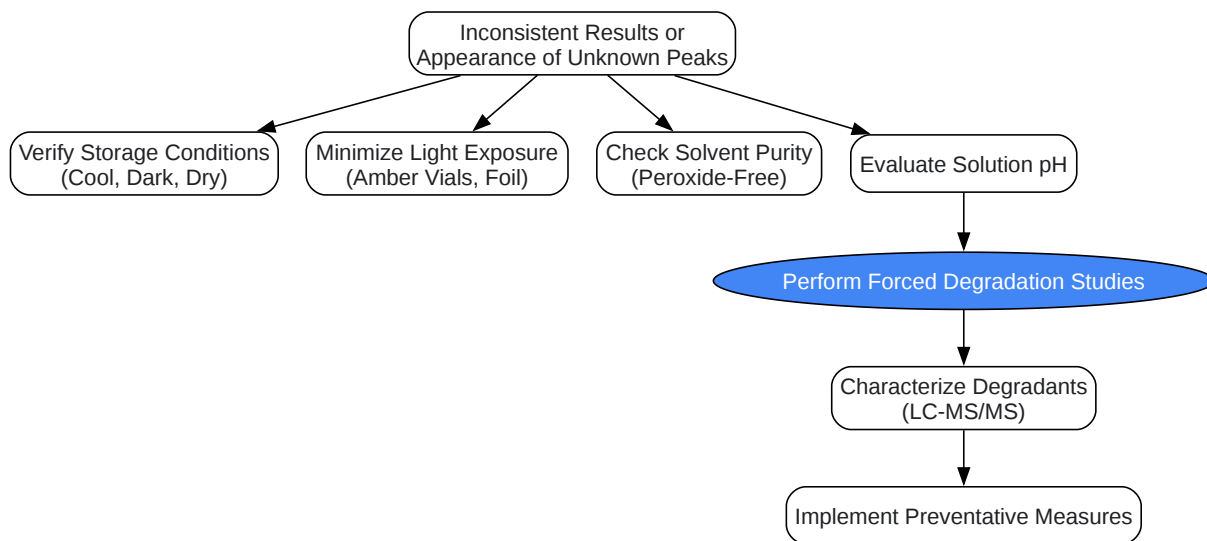 Inconsistent Results or
Appearance of Unknown Peaks
Verify Storage Conditions
(Cool, Dark, Dry)
Minimize Light Exposure
(Amber Vials, Foil)
Check Solvent Purity
(Peroxide-Free)
Evaluate Solution pH
Perform Forced Degradation Studies
Characterize Degradants
(LC-MS/MS)
Implement Preventative Measures